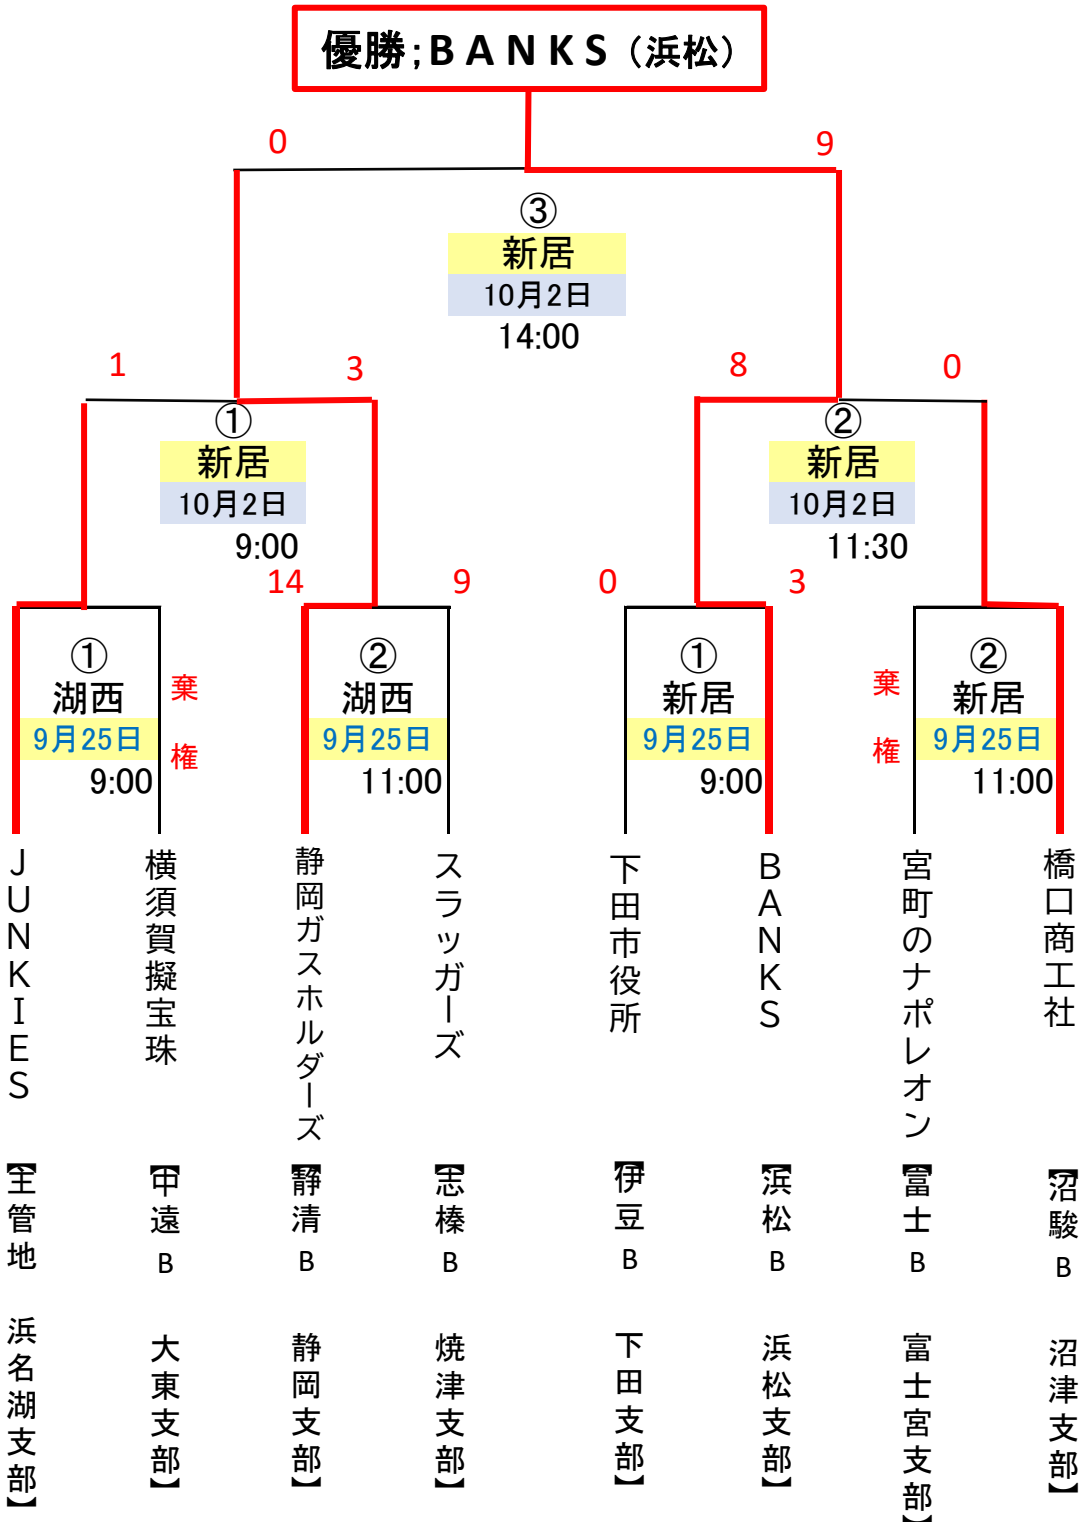 優勝;BANKS（浜松）
0
9
③
新居
10月2日
14:00
1
3
8
0
①
新居
10月2日
9:00
②
新居
10月2日
11:30
14
9
0
3
①
湖西
9月25日
9:00
棄権
②
湖西
9月25日
11:00
①
新居
9月25日
9:00
棄権
②
新居
9月25日
11:00
JUNKIES
【主管地 浜名湖支部】
横須賀擬宝珠
【中遠B 大東支部】
静岡ガスホルダーズ
【静清B 静岡支部】
スラッガーズ
【志榛B 焼津支部】
下田市役所
【伊豆B 下田支部】
BANKS
【浜松B 浜松支部】
宮町のナポレオン
【富士B 富士宮支部】
橋口商工社
【沼駿B 沼津支部】